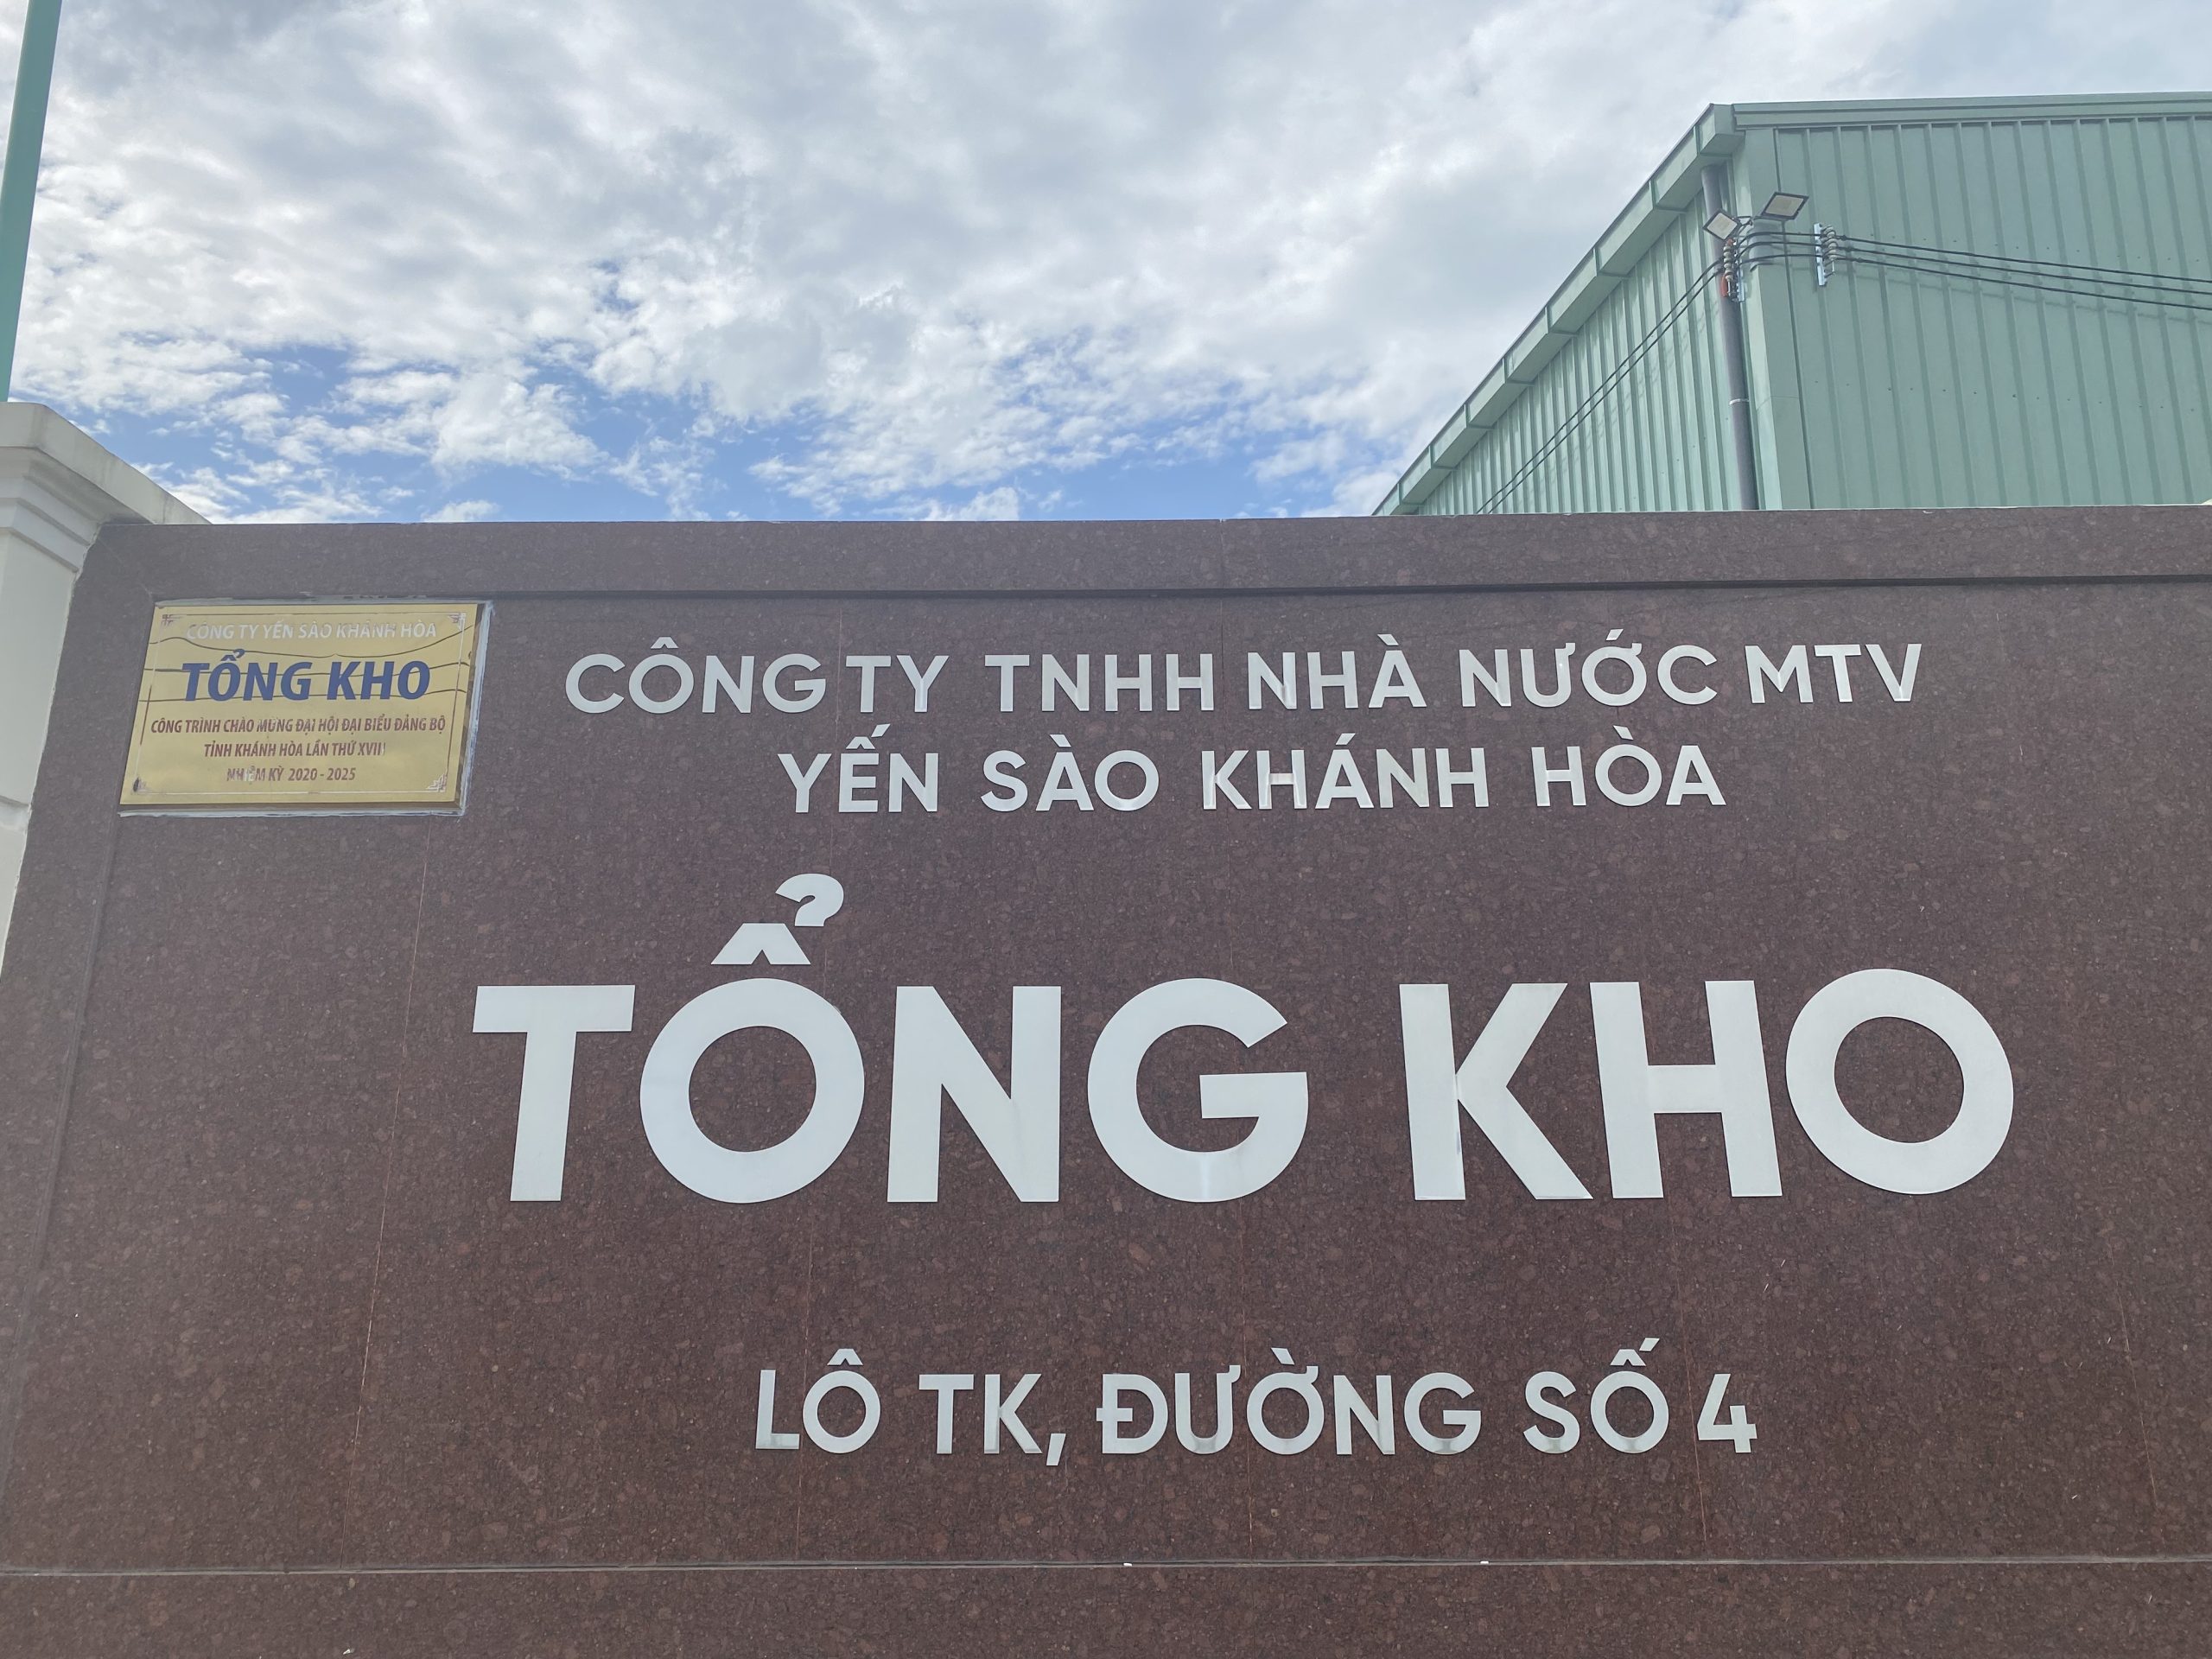 CÔNG TY YẾN SÀO KHÁNH HÒA
TỔNG KHO
CÔNG TRÌNH CHÀO MỪNG ĐẠI HỘI ĐẠI BIỂU ĐẢNG BỘ
TỈNH KHÁNH HÒA LẦN THỨ XVIII
NHIỆM KỲ 2020 - 2025
CÔNG TY TNHH NHÀ NƯỚC MTV
YẾN SÀO KHÁNH HÒA
TỔNG KHO
LÔ TK, ĐƯỜNG SỐ 4